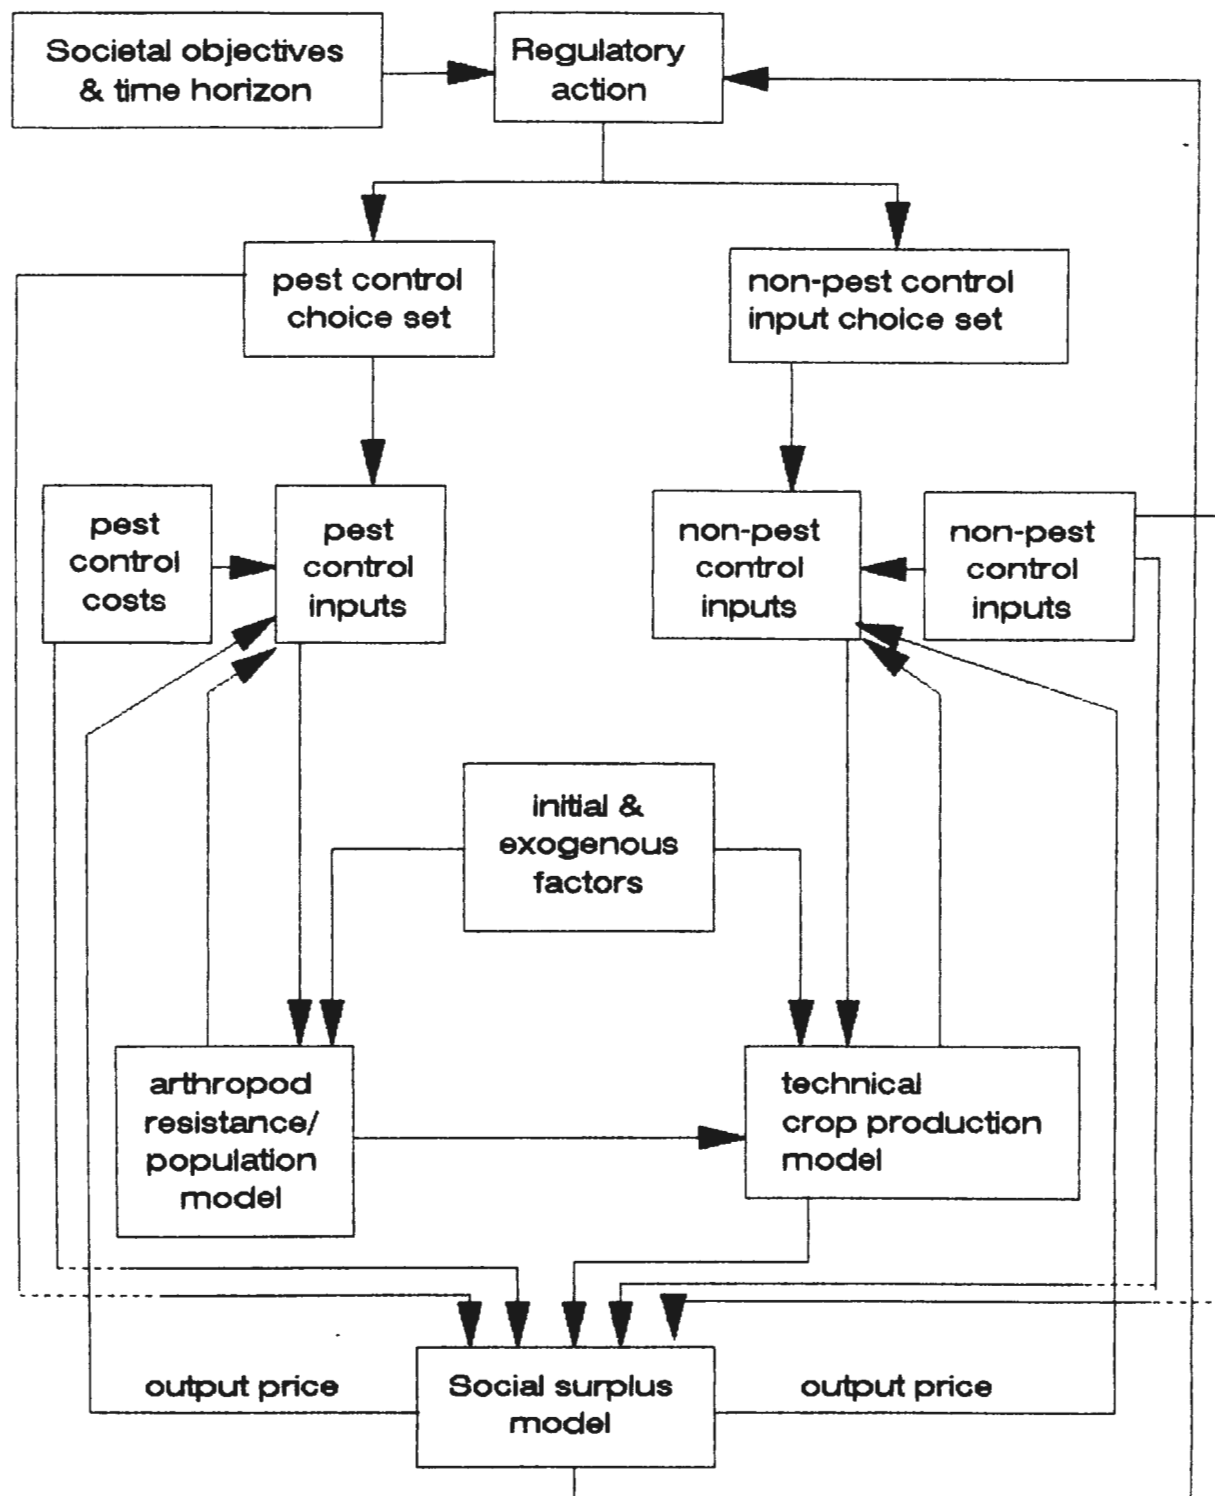 Societal objectives
& time horizon
Regulatory
action
pest control
choice set
non-pest control
input choice set
pest
control
costs
pest
control
inputs
non-pest
control
inputs
non-pest
control
inputs
initial &
exogenous
factors
arthropod
resistance/
population
model
technical
crop production
model
output price
Social surplus
model
output price